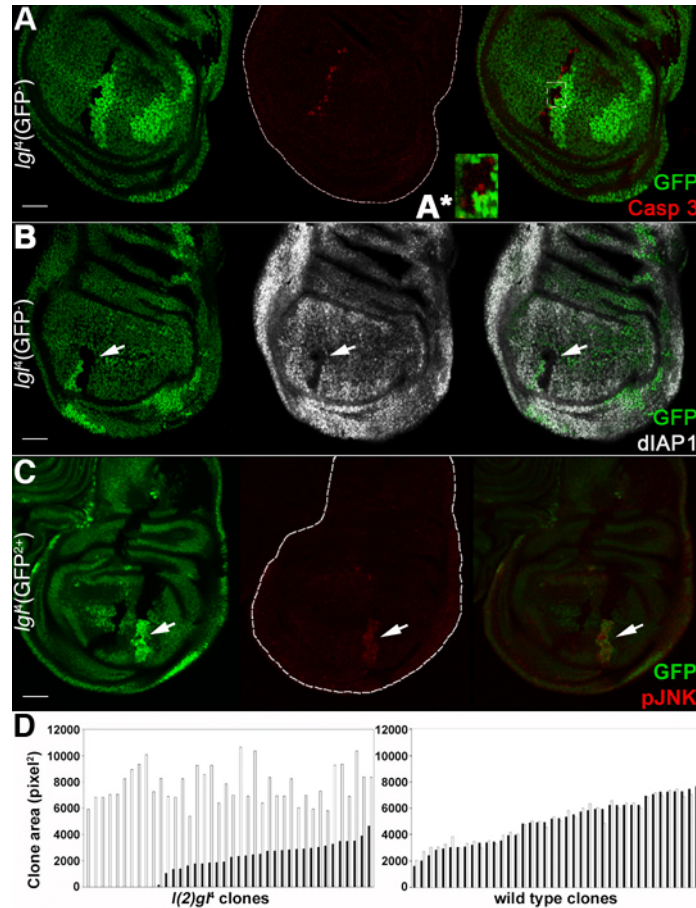 A
lgl⁴(GFP⁻)
A*
GFP
Casp 3
B
lgl⁴(GFP⁻)
GFP
dIAP1
C
lgl⁴(GFP²⁺)
GFP
pJNK
D
Clone area (pixel²)
12000
10000
8000
6000
4000
2000
0
l(2)gl⁴ clones
12000
10000
8000
6000
4000
2000
0
wild type clones